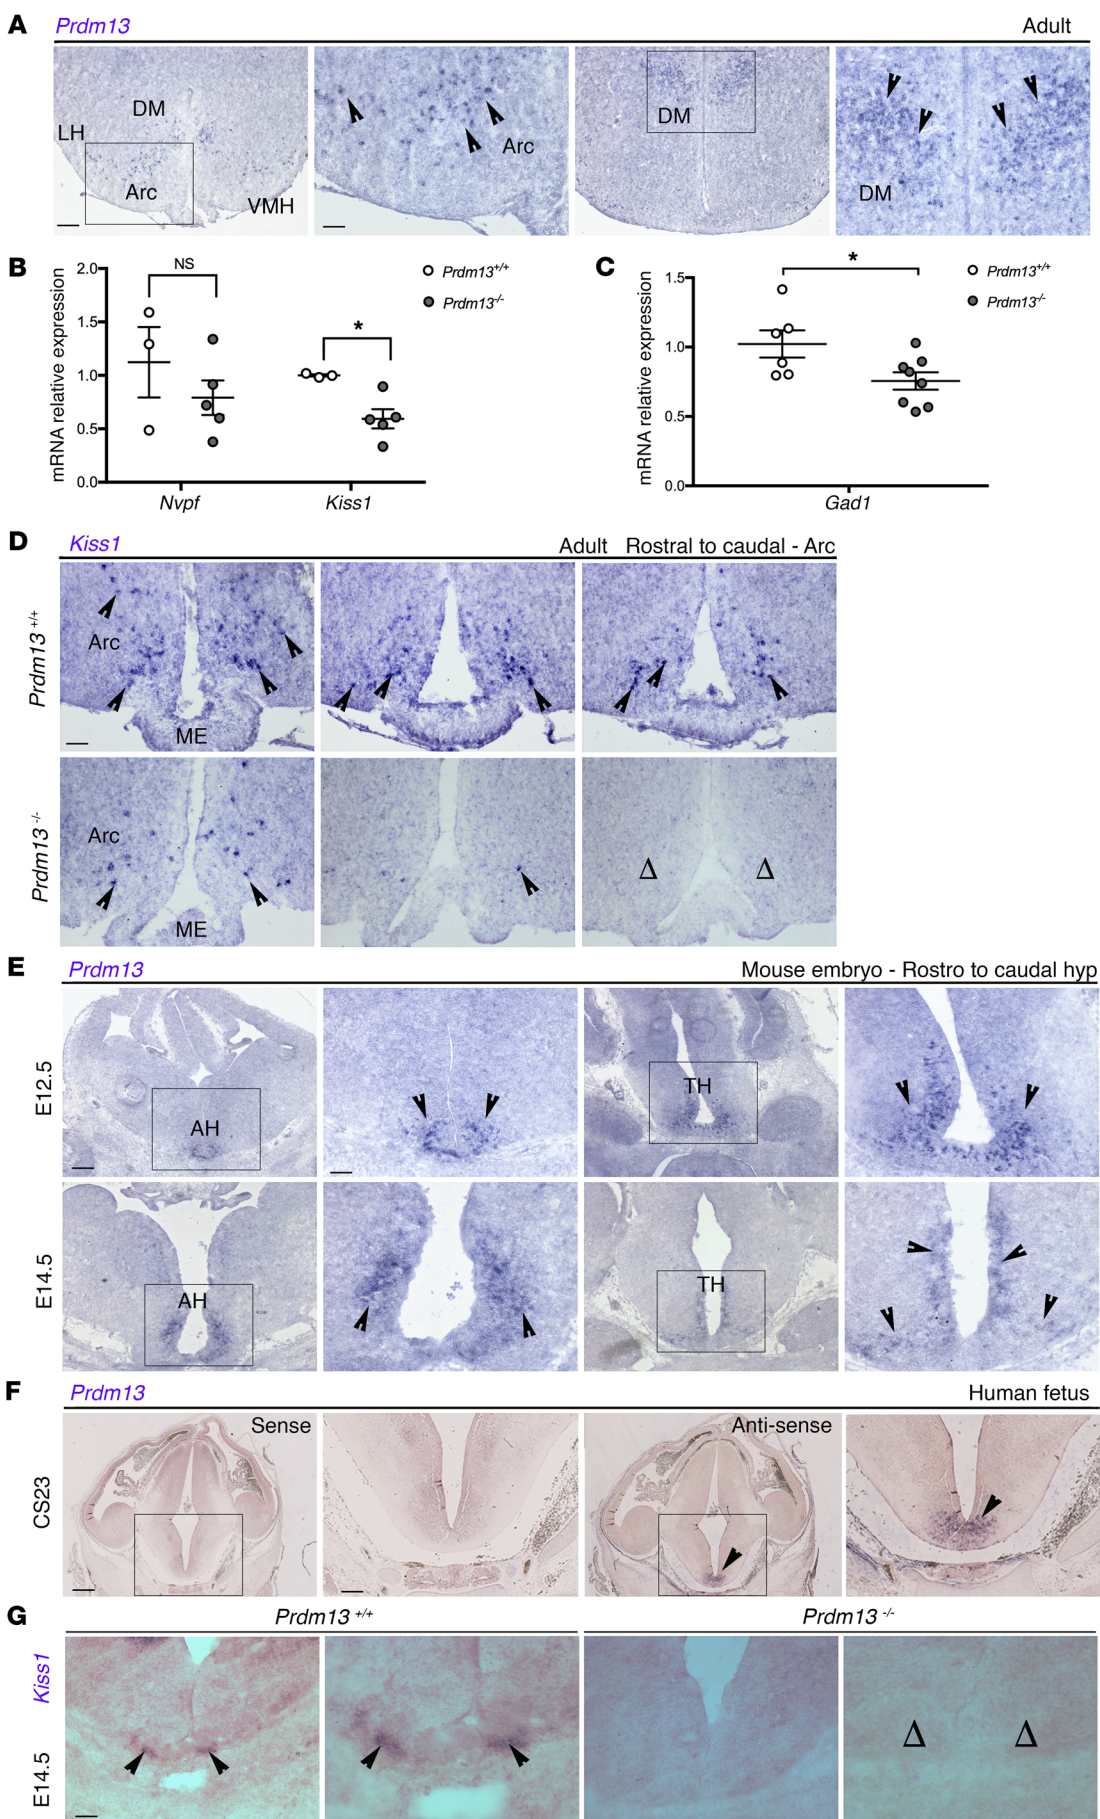 A Prdm13 Adult
DM
LH
Arc
VMH
Arc
DM
DM
B
mRNA relative expression
2.0
1.5
1.0
0.5
0.0
NS
*
Prdm13+/+
Prdm13-/-
Nvpf Kiss1
C
mRNA relative expression
1.5
1.0
0.5
0.0
*
Prdm13+/+
Prdm13-/-
Gad1
D Kiss1 Adult Rostral to caudal - Arc
Prdm13 +/+
Arc
ME
Prdm13 -/-
Arc
ME
E Prdm13 Mouse embryo - Rostro to caudal hyp
E12.5
AH
TH
E14.5
AH
TH
F Prdm13 Human fetus
CS23
Sense
Anti-sense
G Prdm13 +/+ Prdm13 -/-
Kiss1
E14.5